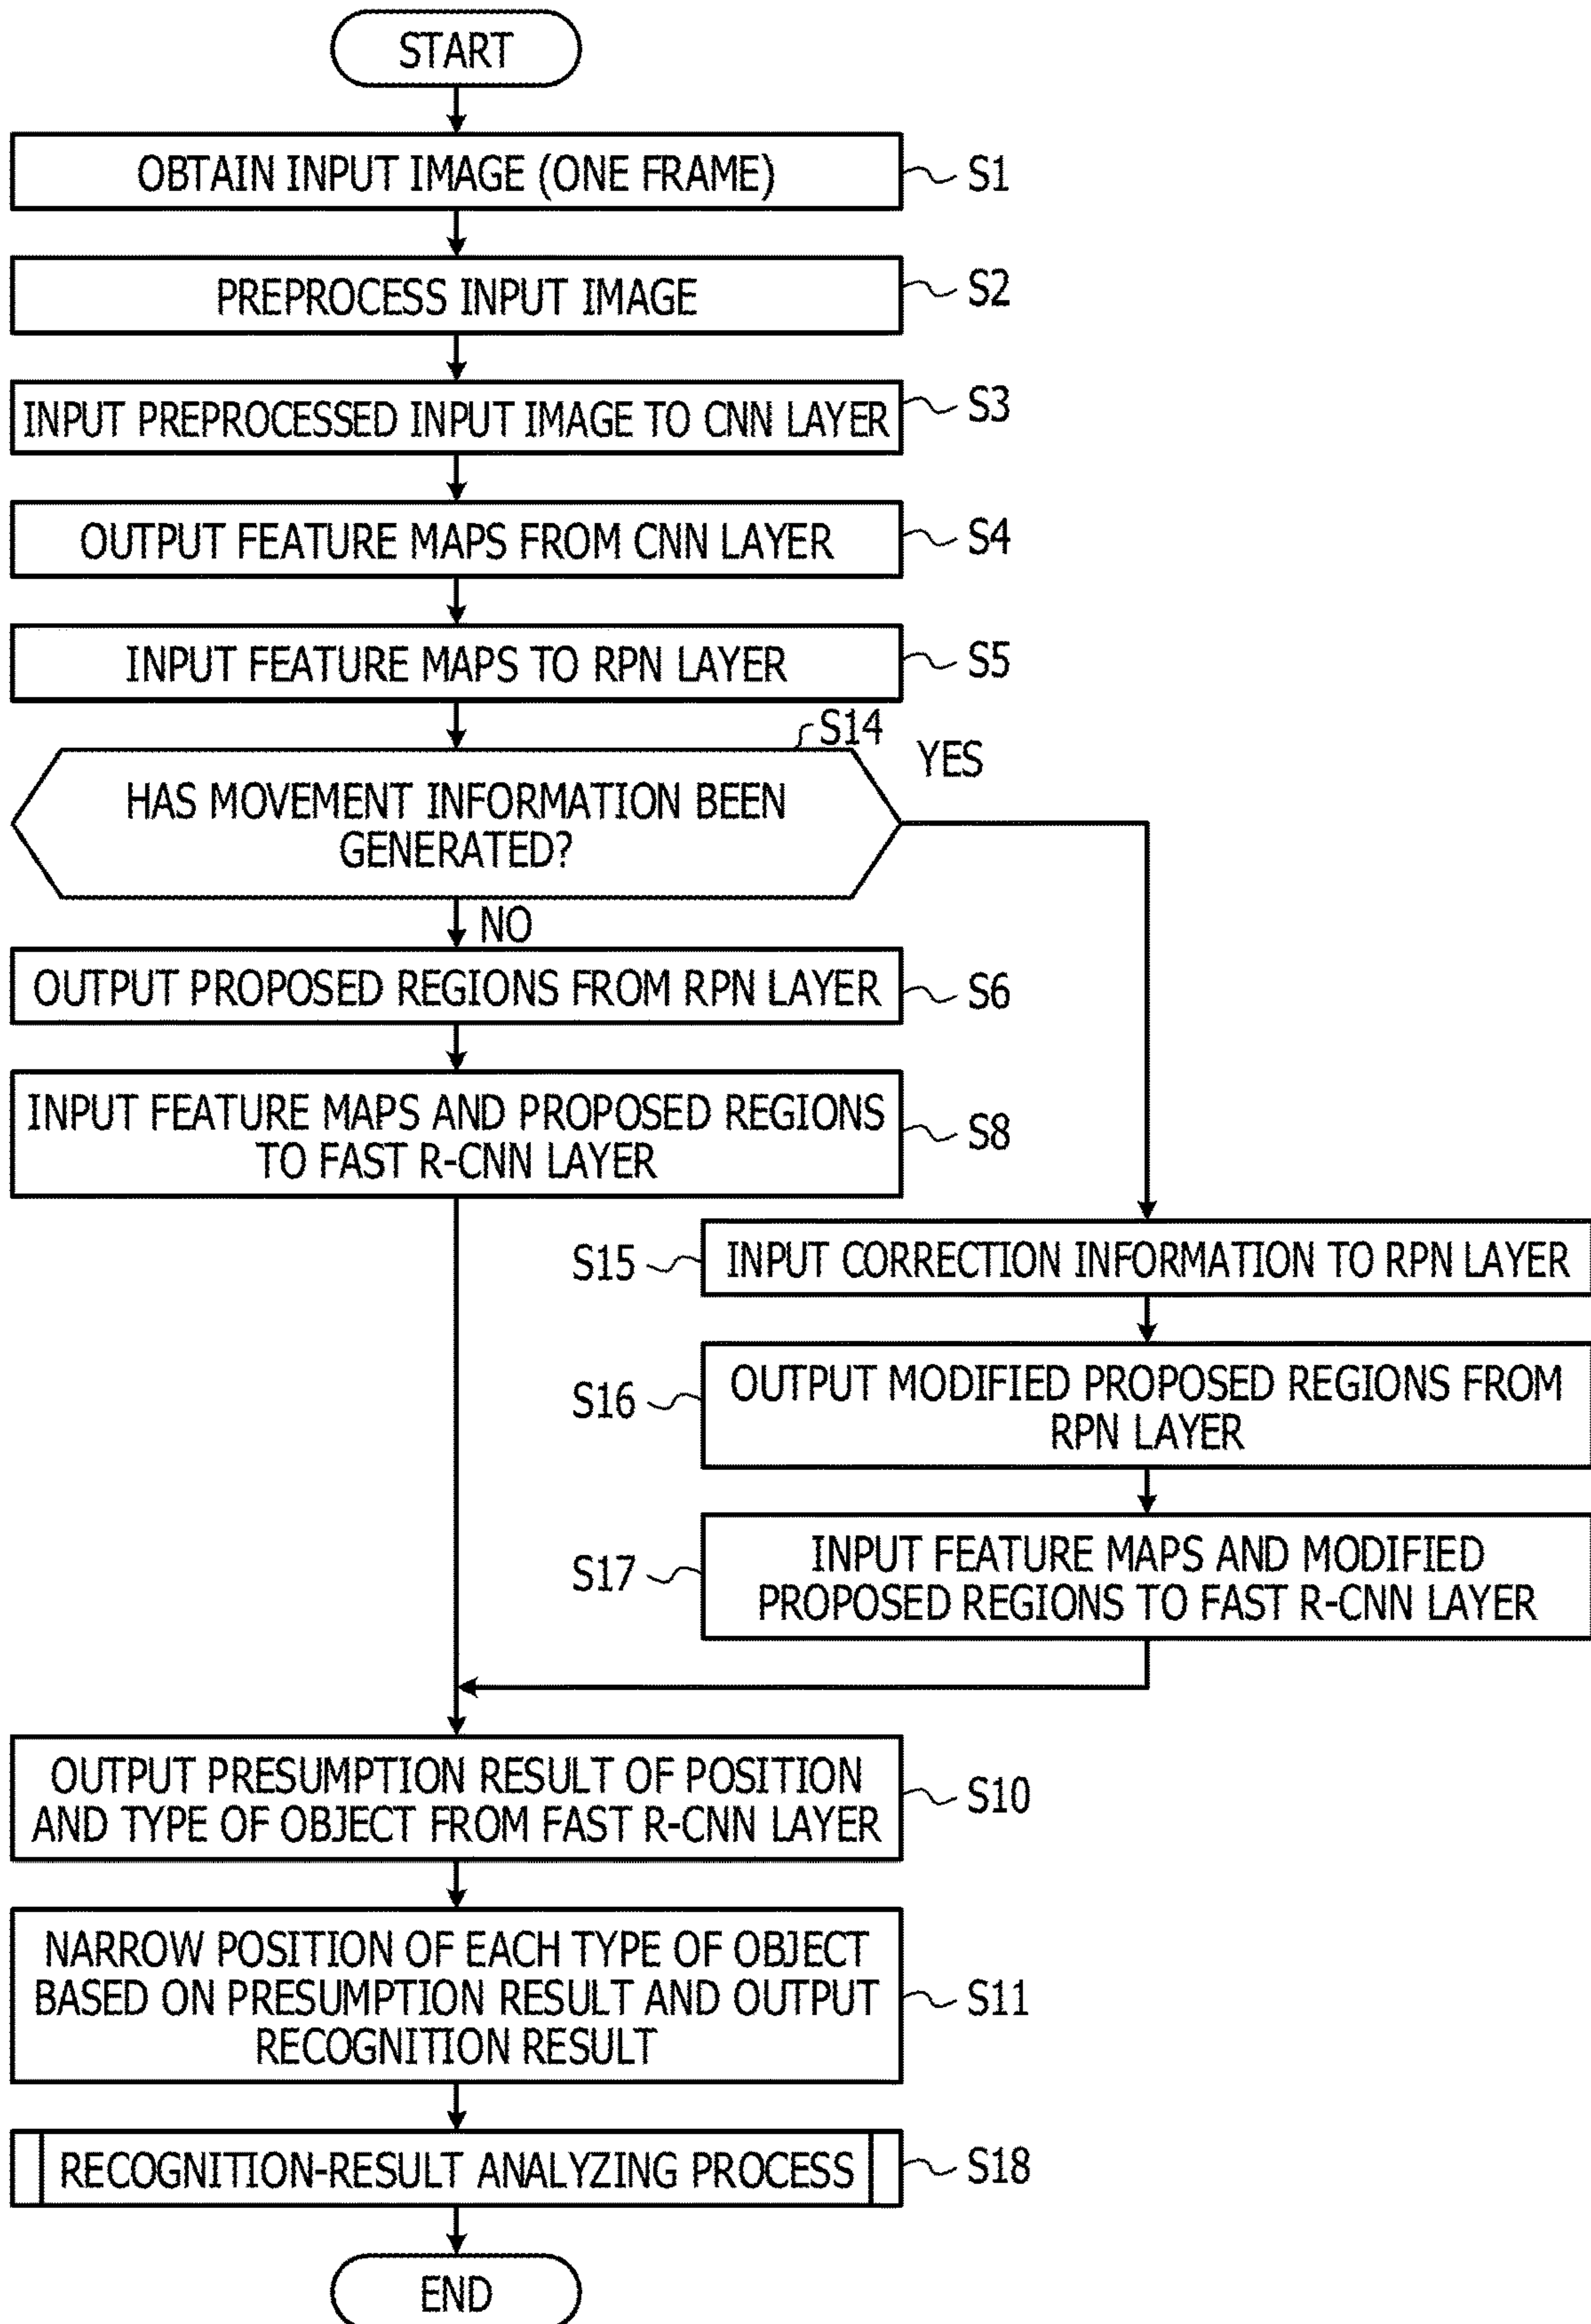 START
OBTAIN INPUT IMAGE (ONE FRAME)
S1
PREPROCESS INPUT IMAGE
S2
INPUT PREPROCESSED INPUT IMAGE TO CNN LAYER
S3
OUTPUT FEATURE MAPS FROM CNN LAYER
S4
INPUT FEATURE MAPS TO RPN LAYER
S5
S14
YES
HAS MOVEMENT INFORMATION BEEN
GENERATED?
NO
OUTPUT PROPOSED REGIONS FROM RPN LAYER
S6
INPUT FEATURE MAPS AND PROPOSED REGIONS
TO FAST R-CNN LAYER
S8
S15
INPUT CORRECTION INFORMATION TO RPN LAYER
S16
OUTPUT MODIFIED PROPOSED REGIONS FROM
RPN LAYER
S17
INPUT FEATURE MAPS AND MODIFIED
PROPOSED REGIONS TO FAST R-CNN LAYER
OUTPUT PRESUMPTION RESULT OF POSITION
AND TYPE OF OBJECT FROM FAST R-CNN LAYER
S10
NARROW POSITION OF EACH TYPE OF OBJECT
BASED ON PRESUMPTION RESULT AND OUTPUT
RECOGNITION RESULT
S11
RECOGNITION-RESULT ANALYZING PROCESS
S18
END